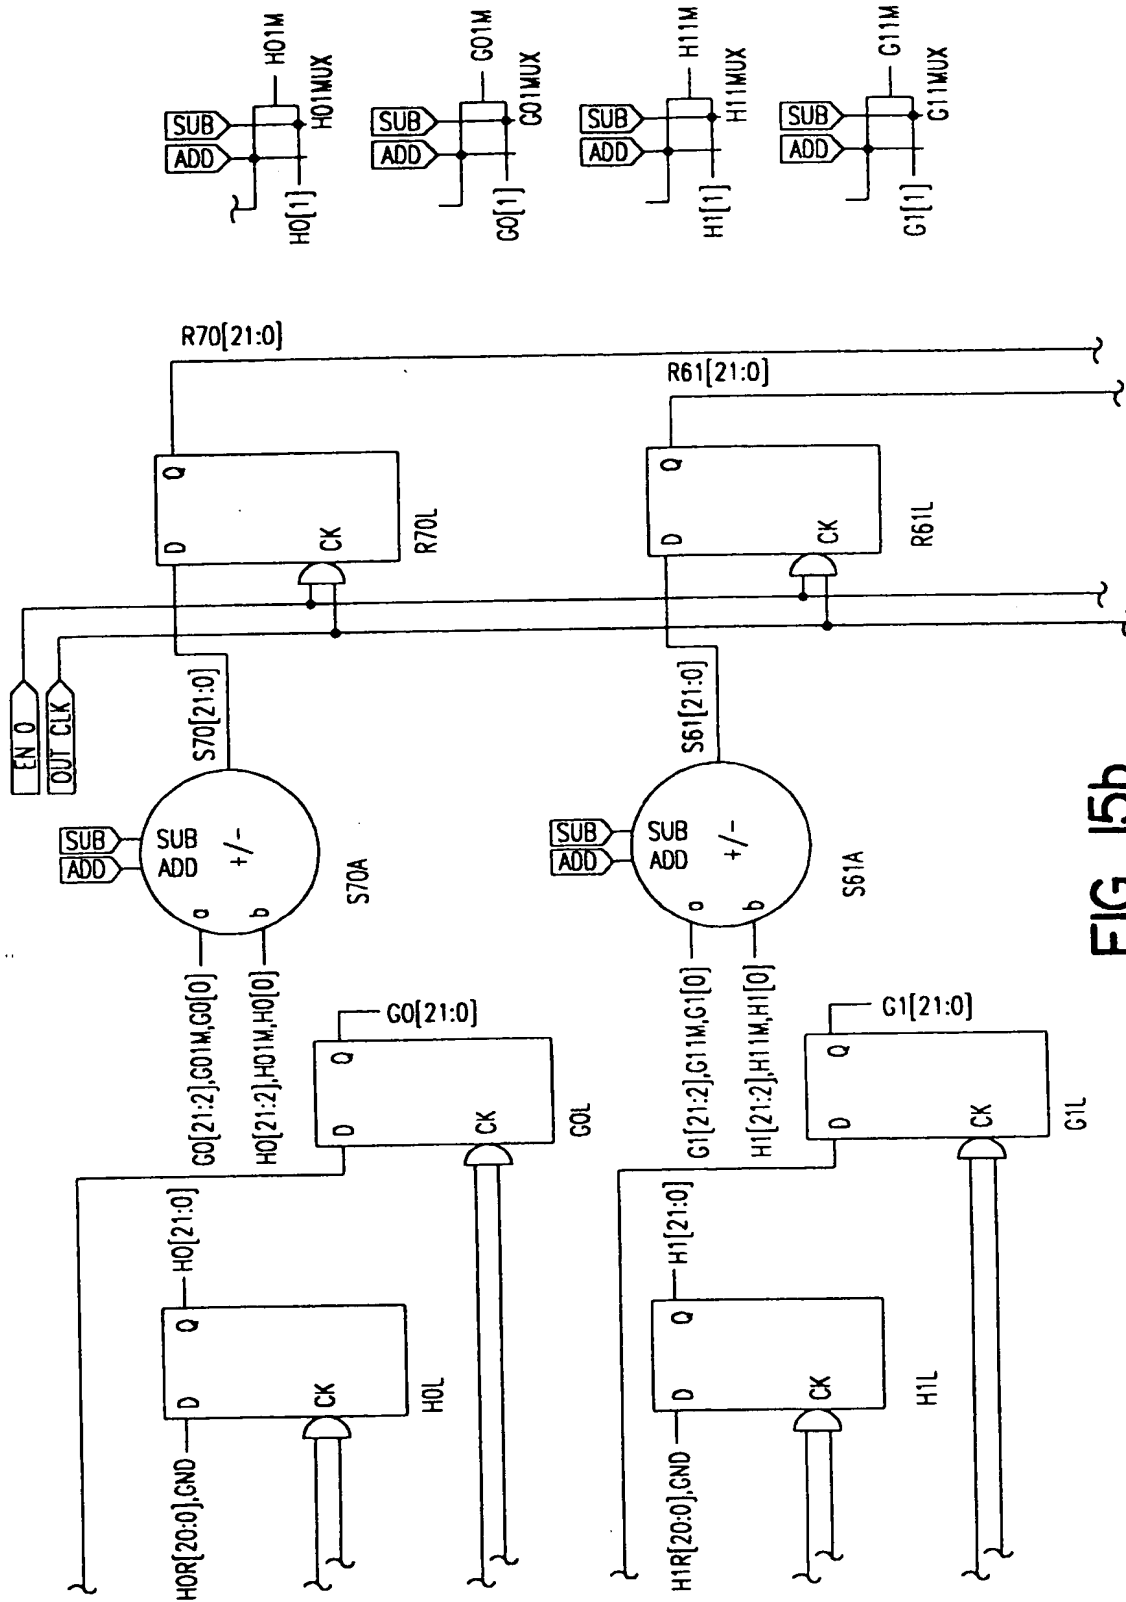 EN 0
OUT CLK
H0R[20:0],GND
D
Q
CK
H0L
H0[21:0]
D
Q
CK
G0L
G0[21:0]
G0[21:2],G01M,G0[0]
H0[21:2],H01M,H0[0]
ADD
SUB
a
b
ADD
SUB
+/-
S70A
S70[21:0]
D
Q
CK
R70L
R70[21:0]
H0[1]
ADD
SUB
H01M
H01MUX
G0[1]
ADD
SUB
G01M
G01MUX
H1R[20:0],GND
D
Q
CK
H1L
H1[21:0]
D
Q
CK
G1L
G1[21:0]
G1[21:2],G11M,G1[0]
H1[21:2],H11M,H1[0]
ADD
SUB
a
b
ADD
SUB
+/-
S61A
S61[21:0]
D
Q
CK
R61L
R61[21:0]
H1[1]
ADD
SUB
H11M
H11MUX
G1[1]
ADD
SUB
G11M
G11MUX
FIG. 15b